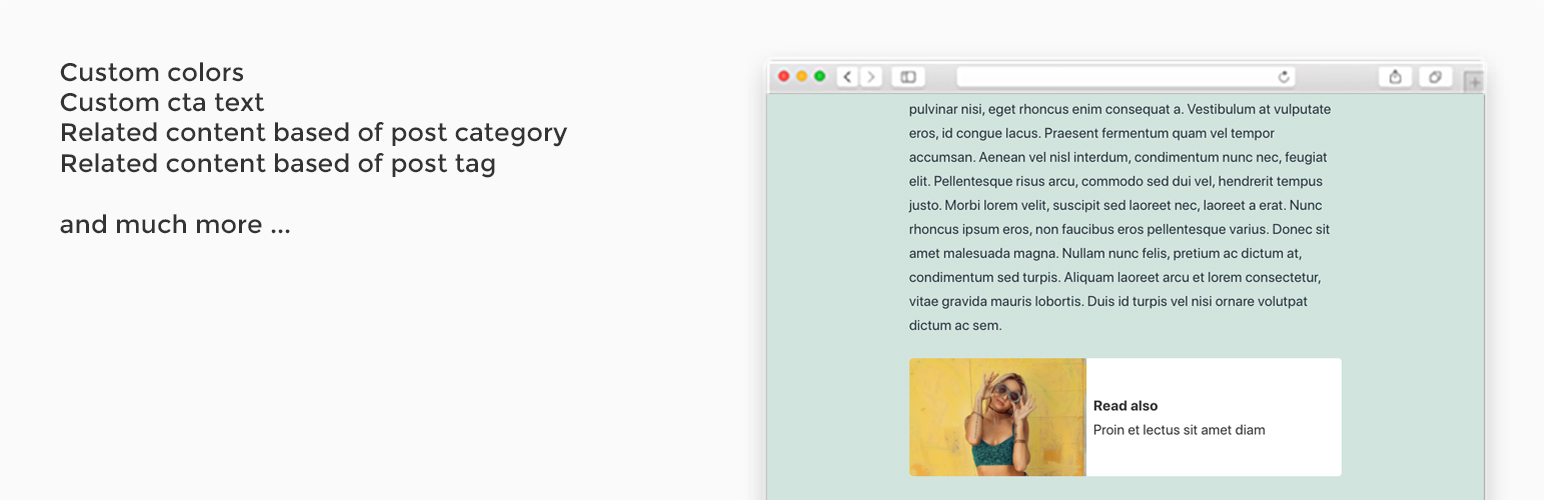 Custom colors
Custom cta text
Related content based of post category
Related content based of post tag
and much more ...
pulvinar nisi, eget rhoncus enim consequat a. Vestibulum at vulputate
eros, id congue lacus. Praesent fermentum quam vel tempor
accumsan. Aenean vel nisl interdum, condimentum nunc nec, feugiat
elit. Pellentesque risus arcu, commodo sed dui vel, hendrerit tempus
justo. Morbi lorem velit, suscipit sed laoreet nec, laoreet a erat. Nunc
rhoncus ipsum eros, non faucibus eros pellentesque varius. Donec sit
amet malesuada magna. Nullam nunc felis, pretium ac dictum at,
condimentum sed turpis. Aliquam laoreet arcu et lorem consectetur,
vitae gravida mauris lobortis. Duis id turpis vel nisi ornare volutpat
dictum ac sem.
Read also
Proin et lectus sit amet diam